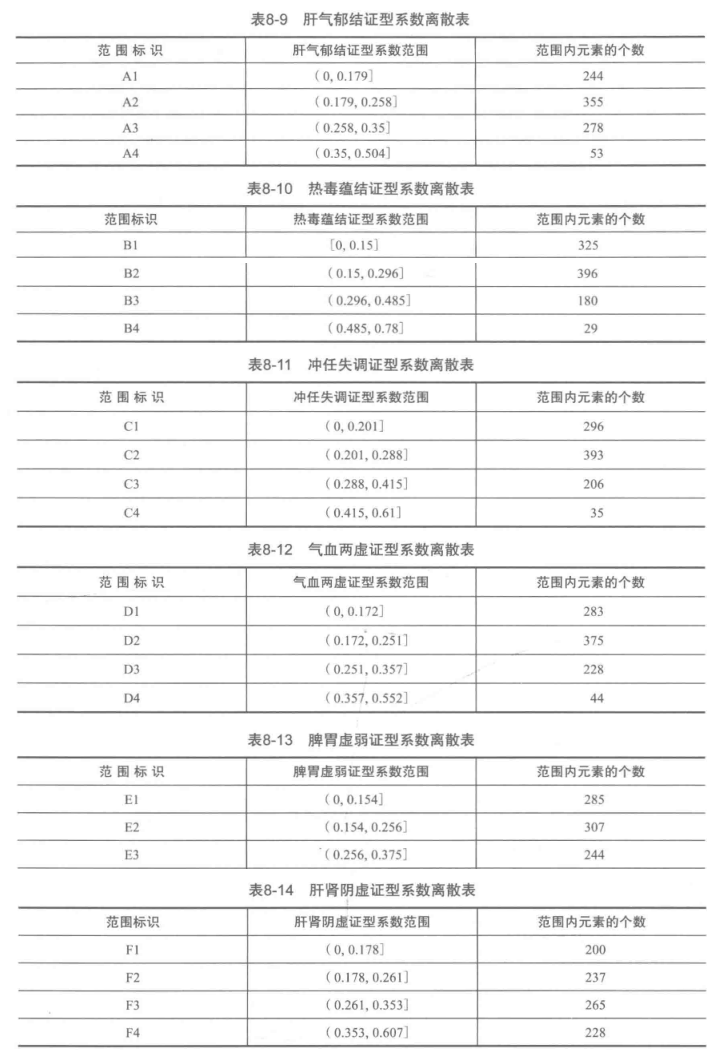 表8-9 肝气郁结证型系数离散表
范 围 标 识 肝气郁结证型系数范围 范围内元素的个数
A1 (0, 0.179] 244
A2 (0.179, 0.258] 355
A3 (0.258, 0.35] 278
A4 (0.35, 0.504] 53
表8-10 热毒蕴结证型系数离散表
范围标识 热毒蕴结证型系数范围 范围内元素的个数
B1 [0, 0.15] 325
B2 (0.15, 0.296] 396
B3 (0.296, 0.485] 180
B4 (0.485, 0.78] 29
表8-11 冲任失调证型系数离散表
范 围 标 识 冲任失调证型系数范围 范围内元素的个数
C1 (0, 0.201] 296
C2 (0.201, 0.288] 393
C3 (0.288, 0.415] 206
C4 (0.415, 0.61] 35
表8-12 气血两虚证型系数离散表
范 围 标 识 气血两虚证型系数范围 范围内元素的个数
D1 (0, 0.172] 283
D2 (0.172, 0.251] 375
D3 (0.251, 0.357] 228
D4 (0.357, 0.552] 44
表8-13 脾胃虚弱证型系数离散表
范 围 标 识 脾胃虚弱证型系数范围 范围内元素的个数
E1 (0, 0.154] 285
E2 (0.154, 0.256] 307
E3 (0.256, 0.375] 244
表8-14 肝肾阴虚证型系数离散表
范围标识 肝肾阴虚证型系数范围 范围内元素的个数
F1 (0, 0.178] 200
F2 (0.178, 0.261] 237
F3 (0.261, 0.353] 265
F4 (0.353, 0.607] 228